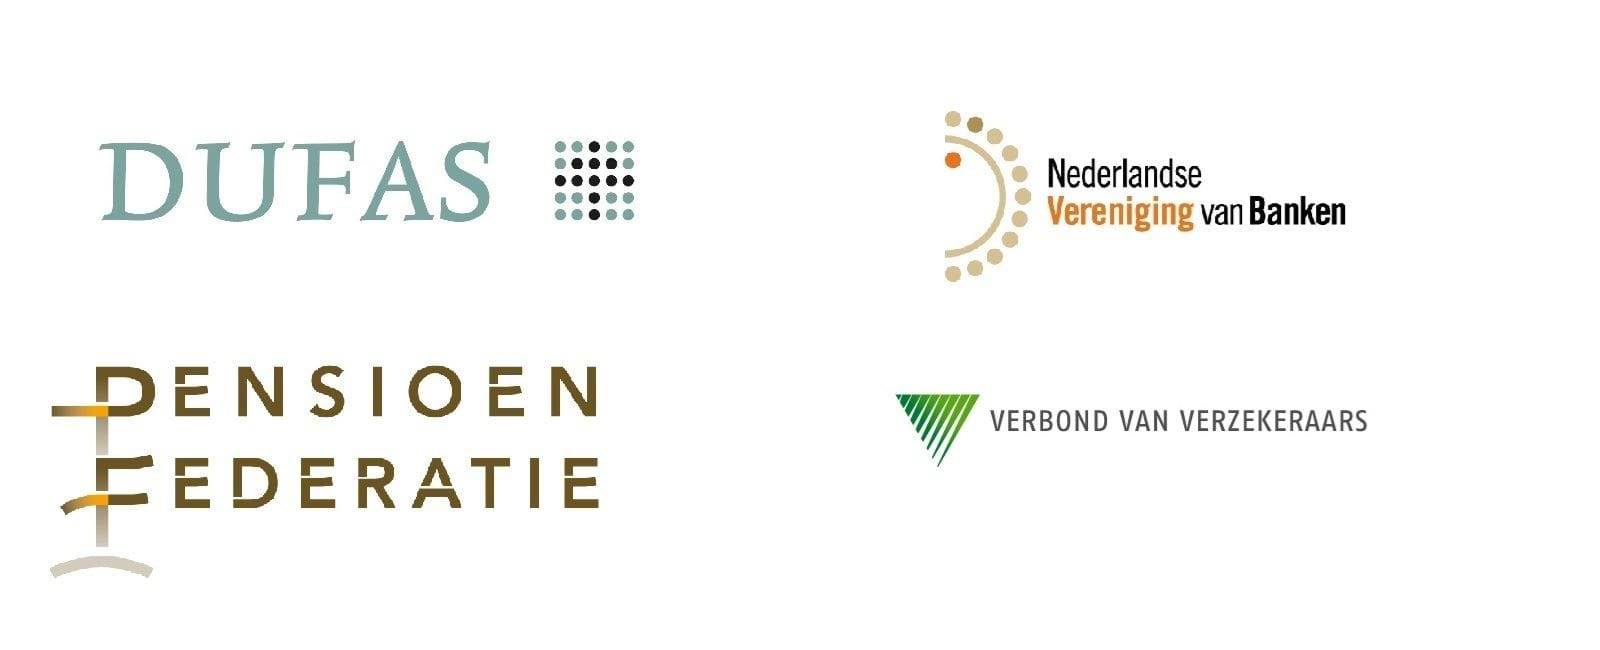 DUFAS
Nederlandse
Vereniging van Banken
PENSIOEN
FEDERATIE
VERBOND VAN VERZEKERAARS